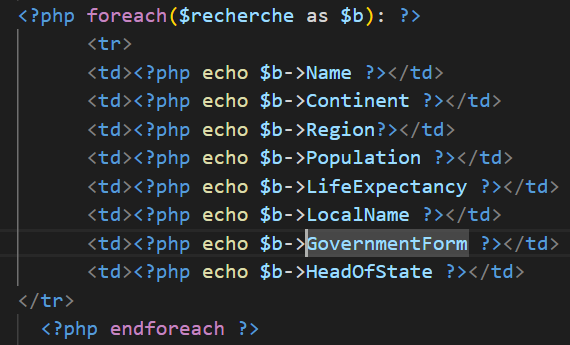 <?php foreach($recherche as $b): ?>
<tr>
<td><?php echo $b->Name ?></td>
<td><?php echo $b->Continent ?></td>
<td><?php echo $b->Region?></td>
<td><?php echo $b->Population ?></td>
<td><?php echo $b->LifeExpectancy ?></td>
<td><?php echo $b->LocalName ?></td>
<td><?php echo $b->GovernmentForm ?></td>
<td><?php echo $b->HeadOfState ?></td>
</tr>
<?php endforeach ?>